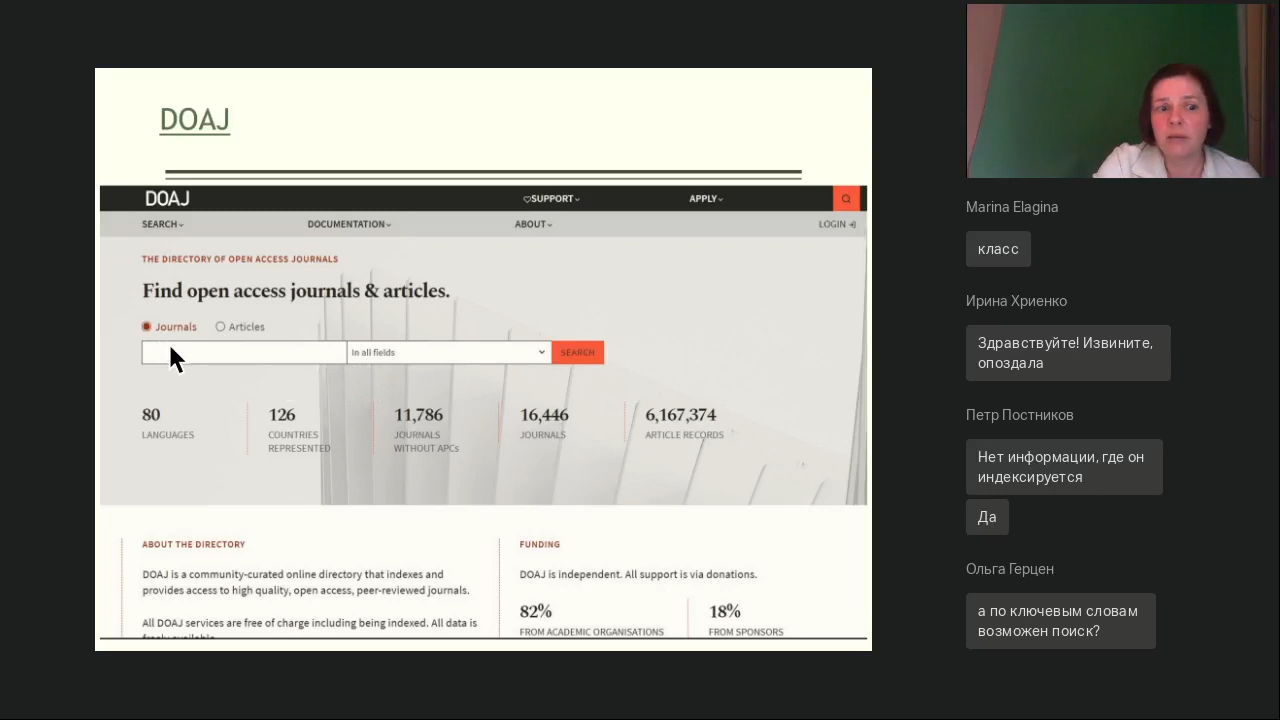 DOAJ
DOAJ
SUPPORT
APPLY
SEARCH
DOCUMENTATION
ABOUT
LOGIN
THE DIRECTORY OF OPEN ACCESS JOURNALS
Find open access journals & articles.
Journals
Articles
In all fields
SEARCH
80
LANGUAGES
126
COUNTRIES
REPRESENTED
11,786
JOURNALS
WITHOUT APCs
16,446
JOURNALS
6,167,374
ARTICLE RECORDS
ABOUT THE DIRECTORY
DOAJ is a community-curated online directory that indexes and
provides access to high quality, open access, peer-reviewed journals.
All DOAJ services are free of charge including being indexed. All data is
freely available.
FUNDING
DOAJ is independent. All support is via donations.
82%
FROM ACADEMIC ORGANISATIONS
18%
FROM SPONSORS
Marina Elagina
класс
Ирина Хриенко
Здравствуйте! Извините,
опоздала
Петр Постников
Нет информации, где он
индексируется
Да
Ольга Герцен
а по ключевым словам
возможен поиск?